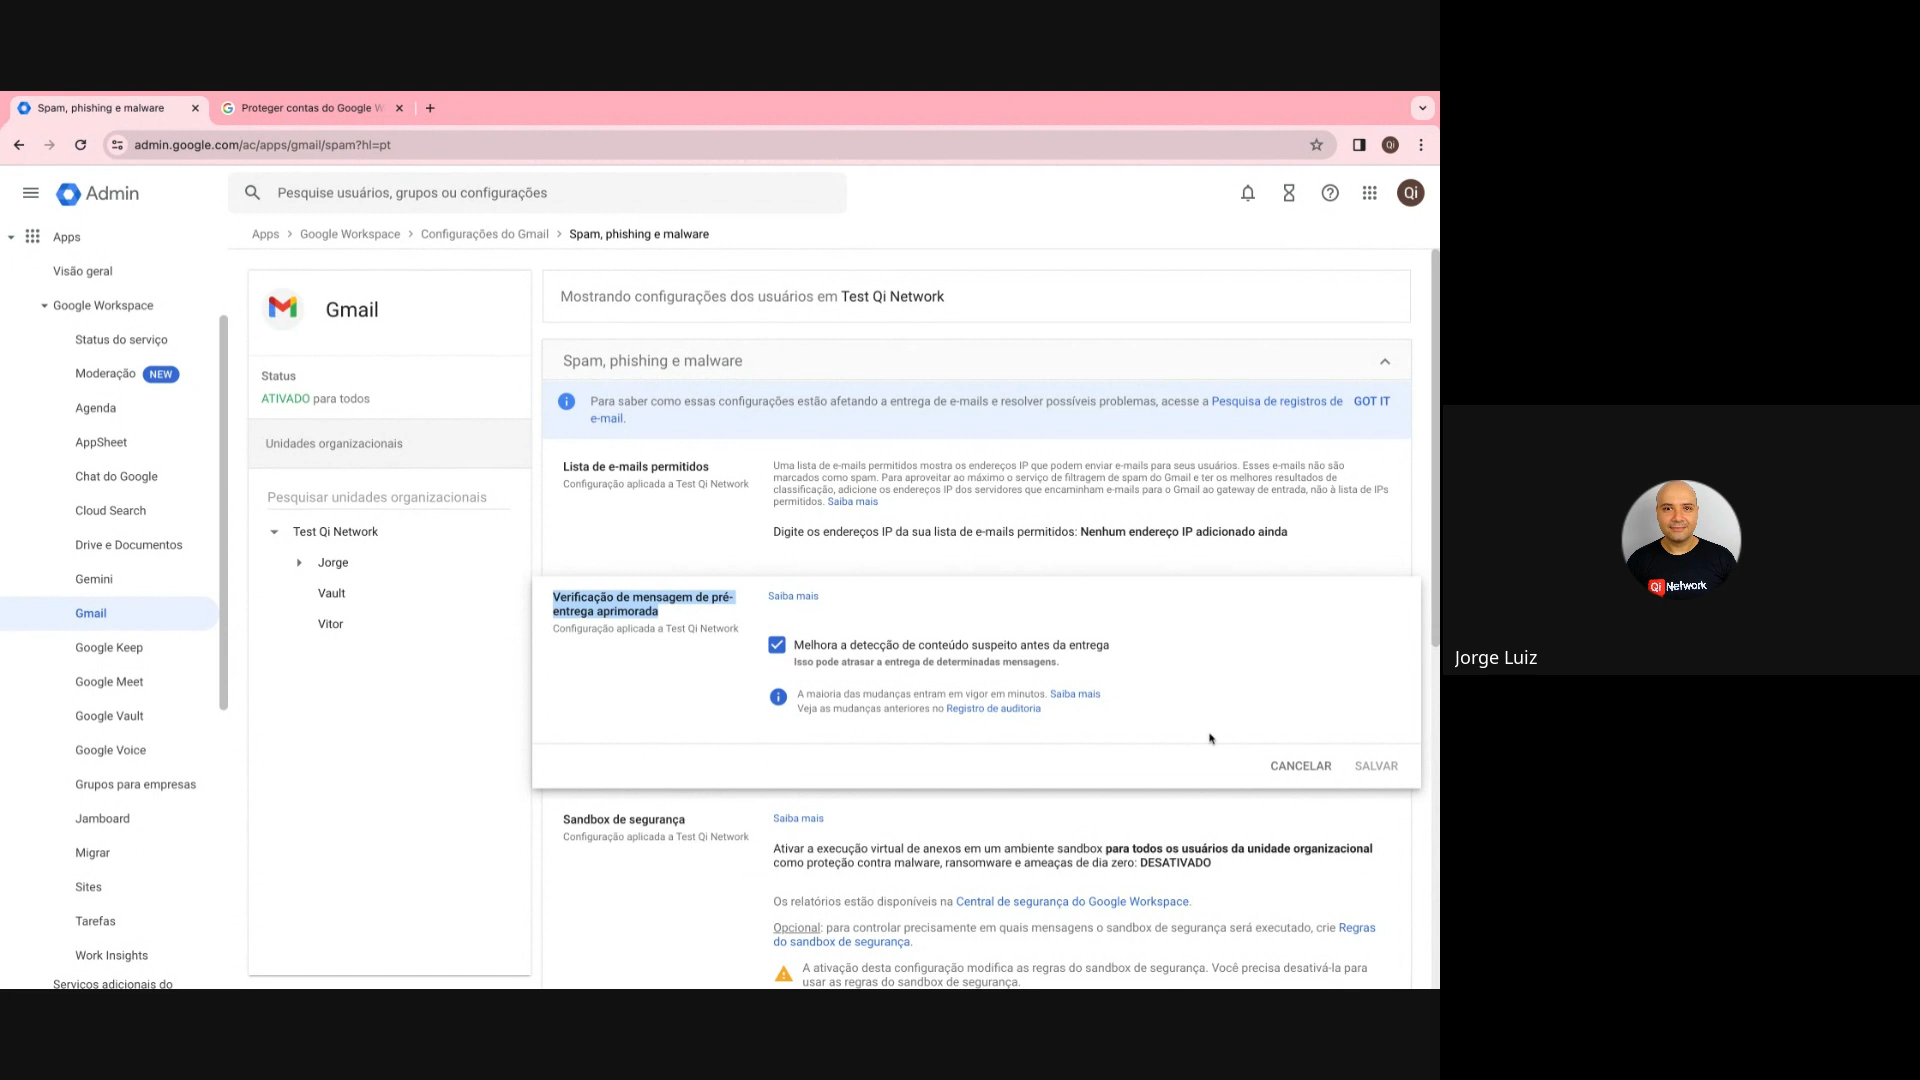 Spam, phishing e malware
Proteger contas do Google W
admin.google.com/ac/apps/gmail/spam?hl=pt
Qi
Admin
Pesquise usuários, grupos ou configurações
Qi
Apps
Visão geral
Google Workspace
Status do serviço
Moderação NEW
Agenda
AppSheet
Chat do Google
Cloud Search
Drive e Documentos
Gemini
Gmail
Google Keep
Google Meet
Google Vault
Google Voice
Grupos para empresas
Jamboard
Migrar
Sites
Tarefas
Work Insights
Serviços adicionais do
Apps > Google Workspace > Configurações do Gmail > Spam, phishing e malware
Gmail
Status
ATIVADO para todos
Unidades organizacionais
Pesquisar unidades organizacionais
Test Qi Network
Jorge
Vault
Vitor
Mostrando configurações dos usuários em Test Qi Network
Spam, phishing e malware
Para saber como essas configurações estão afetando a entrega de e-mails e resolver possíveis problemas, acesse a Pesquisa de registros de
e-mail.
GOT IT
Lista de e-mails permitidos
Configuração aplicada a Test Qi Network
Uma lista de e-mails permitidos mostra os endereços IP que podem enviar e-mails para seus usuários. Esses e-mails não são
marcados como spam. Para aproveitar ao máximo o serviço de filtragem de spam do Gmail e ter os melhores resultados de
classificação, adicione os endereços IP dos servidores que encaminham e-mails para o Gmail ao gateway de entrada, não à lista de IPs
permitidos. Saiba mais
Digite os endereços IP da sua lista de e-mails permitidos: Nenhum endereço IP adicionado ainda
Verificação de mensagem de pré-
entrega aprimorada
Configuração aplicada a Test Qi Network
Saiba mais
Melhora a detecção de conteúdo suspeito antes da entrega
Isso pode atrasar a entrega de determinadas mensagens.
A maioria das mudanças entram em vigor em minutos. Saiba mais
Veja as mudanças anteriores no Registro de auditoria
CANCELAR SALVAR
Sandbox de segurança
Configuração aplicada a Test Qi Network
Saiba mais
Ativar a execução virtual de anexos em um ambiente sandbox para todos os usuários da unidade organizacional
como proteção contra malware, ransomware e ameaças de dia zero: DESATIVADO
Os relatórios estão disponíveis na Central de segurança do Google Workspace.
Opcional: para controlar precisamente em quais mensagens o sandbox de segurança será executado, crie Regras
do sandbox de segurança.
A ativação desta configuração modifica as regras do sandbox de segurança. Você precisa desativá-la para
usar as regras do sandbox de segurança.
Qi Network
Jorge Luiz